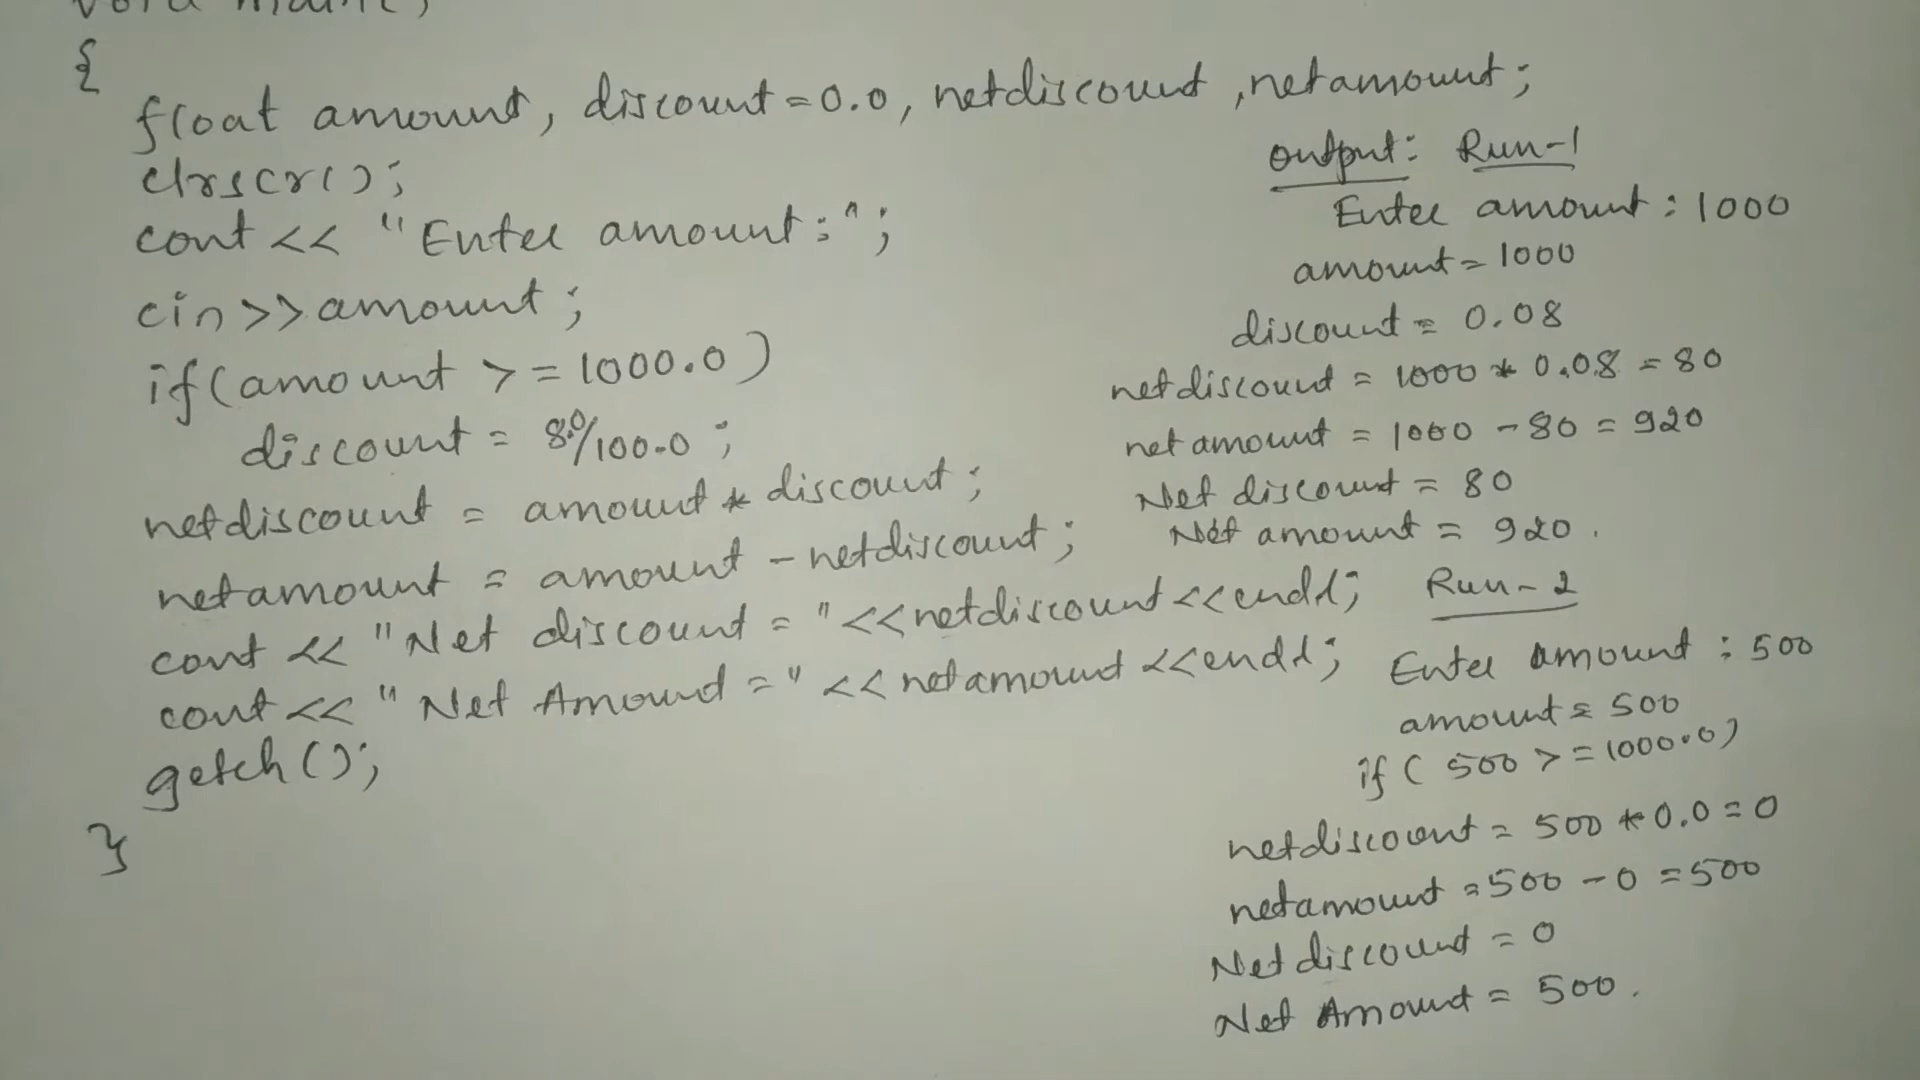 void main()
{
float amount, discount=0.0, netdiscount, netamount;
clrscr();
cout << "Enter amount:";
cin>>amount;
if(amount >=1000.0)
discount = 8.0/100.0;
netdiscount = amount * discount;
netamount = amount - netdiscount;
cout << "Net discount = "<<netdiscount<<endl;
cout << "Net Amount = " << netamount <<endl;
getch();
}
output: Run-1
Enter amount: 1000
amount=1000
discount = 0.08
netdiscount = 1000 * 0.08 = 80
net amount = 1000 - 80 = 920
Net discount = 80
Net amount = 920.
Run-2
Enter amount: 500
amount = 500
if( 500 >= 1000.0)
netdiscount = 500 * 0.0 = 0
netamount = 500 - 0 = 500
Net discount = 0
Net Amount = 500.